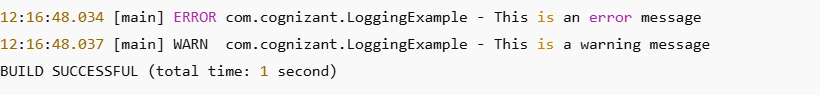 12:16:48.034 [main] ERROR com.cognizant.LoggingExample - This is an error message
12:16:48.037 [main] WARN  com.cognizant.LoggingExample - This is a warning message
BUILD SUCCESSFUL (total time: 1 second)